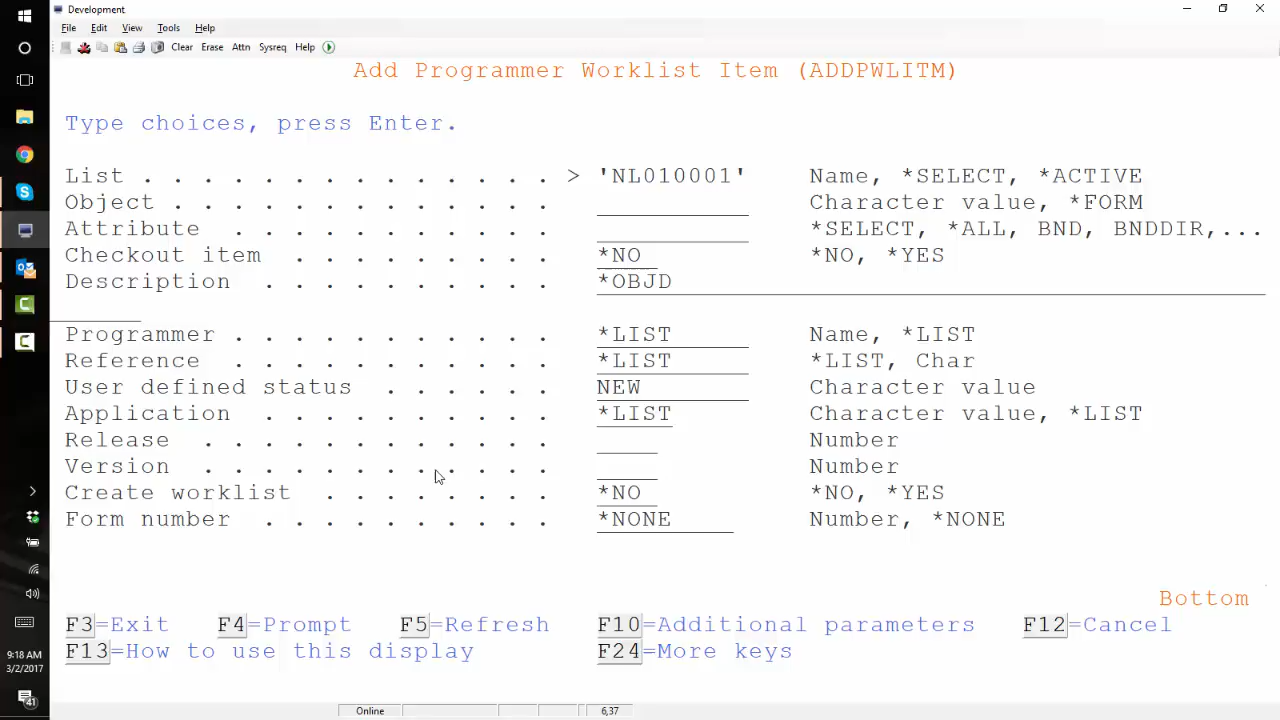 Development
File Edit View Tools Help
Clear Erase Attn Sysreq Help
Add Programmer Worklist Item (ADDPWLITM)
Type choices, press Enter.
List . . . . . . . . . . . . . . > 'NL010001' Name, *SELECT, *ACTIVE
Object . . . . . . . . . . . . . Character value, *FORM
Attribute . . . . . . . . . . . *SELECT, *ALL, BND, BNDDIR,...
Checkout item . . . . . . . . . *NO *NO, *YES
Description . . . . . . . . . . *OBJD
Programmer . . . . . . . . . . . *LIST Name, *LIST
Reference . . . . . . . . . . . *LIST *LIST, Char
User defined status . . . . . . NEW Character value
Application . . . . . . . . . . *LIST Character value, *LIST
Release . . . . . . . . . . . . Number
Version . . . . . . . . . . . . Number
Create worklist . . . . . . . . *NO *NO, *YES
Form number . . . . . . . . . . *NONE Number, *NONE
Bottom
F3=Exit F4=Prompt F5=Refresh F10=Additional parameters F12=Cancel
F13=How to use this display F24=More keys
9:18 AM
3/2/2017
41
Online 6,37